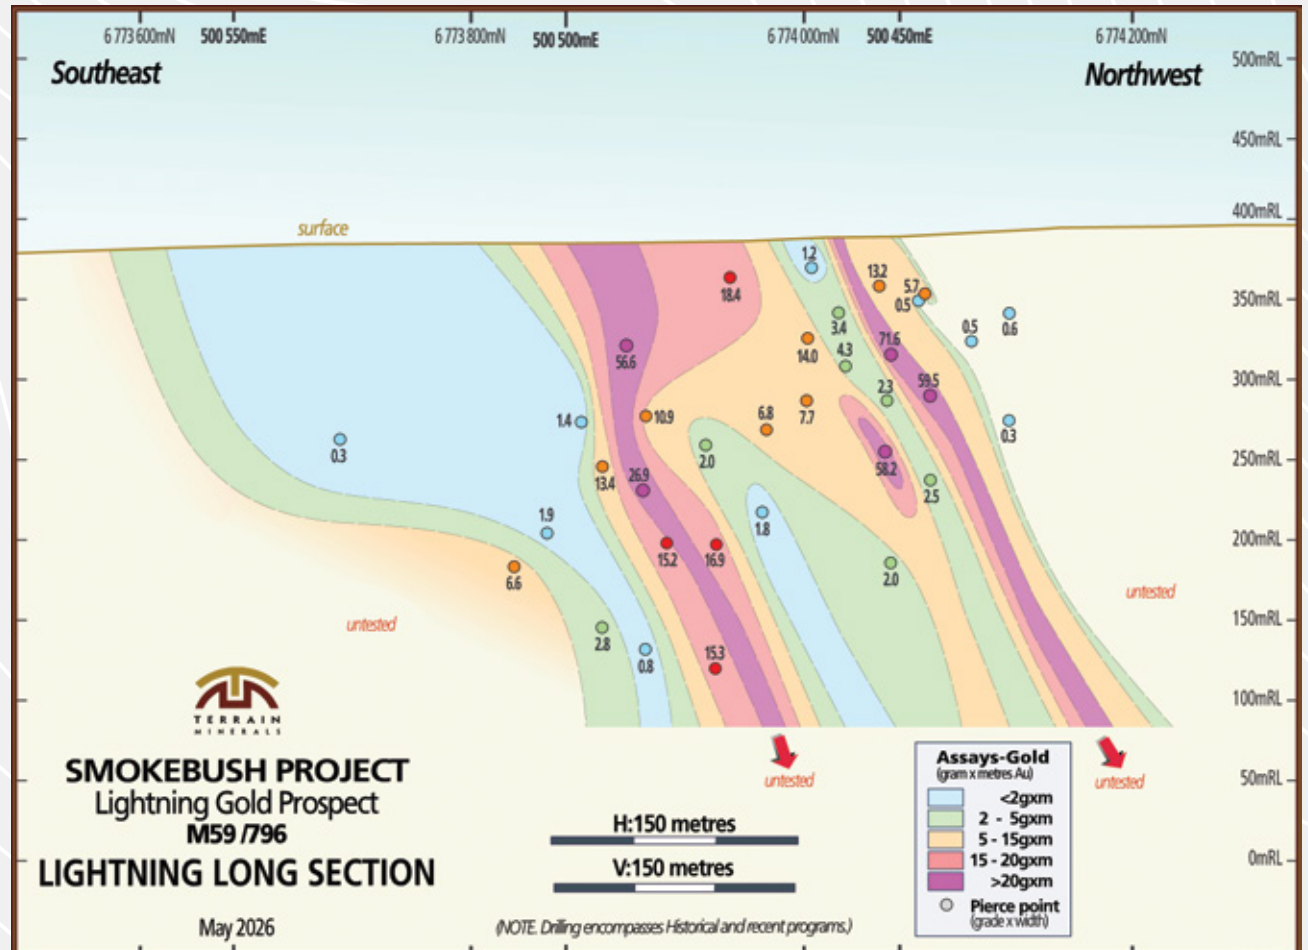 6 773 600mN
500 550mE
6 773 800mN
500 500mE
6 774 000mN
500 450mE
6 774 200mN
Southeast
Northwest
500mRL
450mRL
400mRL
350mRL
300mRL
250mRL
200mRL
150mRL
100mRL
50mRL
0mRL
surface
1.2
13.2
5.7
0.5
18.4
3.4
0.5
0.6
71.6
14.0
4.3
56.6
2.3
59.5
1.4
10.9
6.8
7.7
0.3
0.3
2.0
13.4
26.9
58.2
2.5
1.9
1.8
15.2
16.9
6.6
2.0
untested
untested
2.8
0.8
15.3
TERRAIN
MINERALS
SMOKEBUSH PROJECT
Lightning Gold Prospect
M59 /796
LIGHTNING LONG SECTION
May 2026
untested
untested
H:150 metres
V:150 metres
(NOTE. Drilling encompasses Historical and recent programs.)
Assays-Gold
(gram x metres Au)
<2gxm
2 - 5gxm
5 - 15gxm
15 - 20gxm
>20gxm
Pierce point
(grade x width)